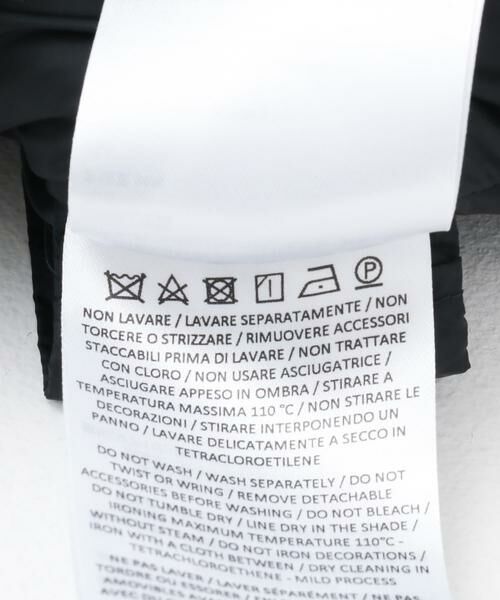 P
NON LAVARE / LAVARE SEPARATAMENTE / NON
TORCERE O STRIZZARE / RIMUOVERE ACCESSORI
STACCABILI PRIMA DI LAVARE / NON TRATTARE
CON CLORO / NON USARE ASCIUGATRICE /
ASCIUGARE APPESO IN OMBRA / STIRARE A
TEMPERATURA MASSIMA 110 °C / NON STIRARE LE
DECORAZIONI / STIRARE INTERPONENDO UN
PANNO / LAVARE DELICATAMENTE A SECCO IN
TETRACLOROETILENE
DO NOT WASH / WASH SEPARATELY / DO NOT
TWIST OR WRING / REMOVE DETACHABLE
ACCESSORIES BEFORE WASHING / DO NOT BLEACH /
DO NOT TUMBLE DRY / LINE DRY IN THE SHADE /
IRONING MAXIMUM TEMPERATURE 110°C -
WITHOUT STEAM / DO NOT IRON DECORATIONS /
IRON WITH A CLOTH BETWEEN / DRY CLEANING IN
TETRACHLOROETHENE - MILD PROCESS
NE PAS LAVER / LAVER SÉPARÉMENT / NE PAS
TORDRE OU ESSORER /
AMOVIBLES AVANT